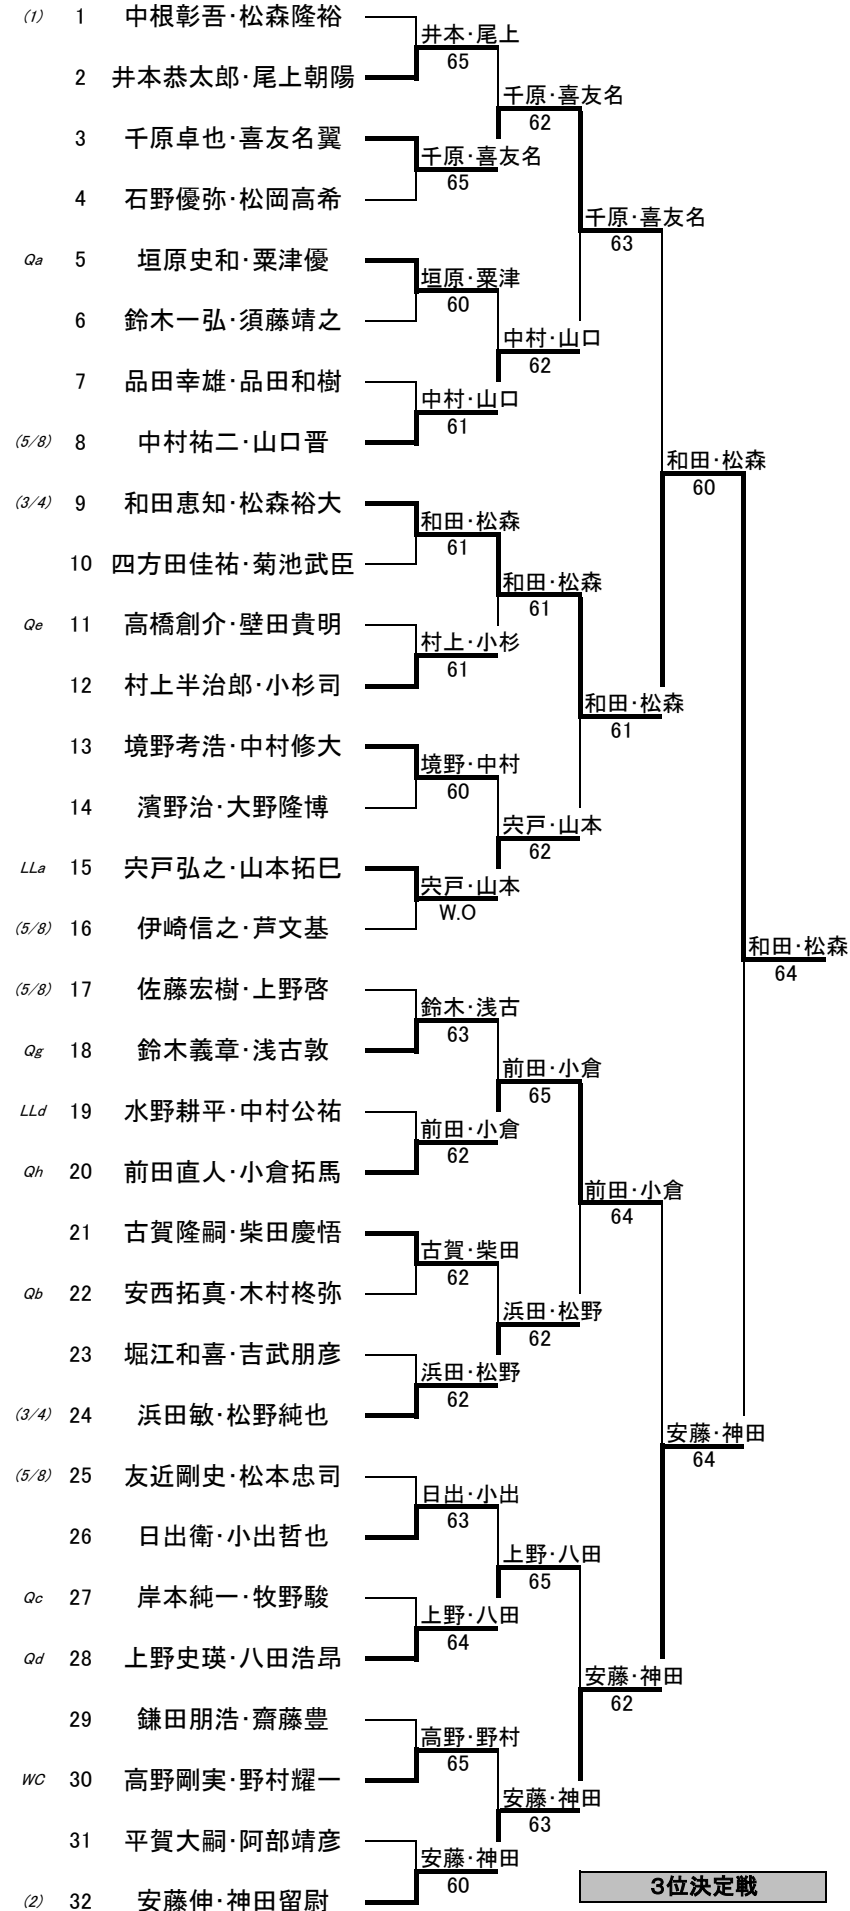 (1) 1 中根彰吾・松森隆裕
井本・尾上
65
2 井本恭太郎・尾上朝陽
千原・喜友名
62
3 千原卓也・喜友名翼
千原・喜友名
65
4 石野優弥・松岡高希
千原・喜友名
63
Qa 5 垣原史和・粟津優
垣原・粟津
60
6 鈴木一弘・須藤靖之
中村・山口
62
7 品田幸雄・品田和樹
中村・山口
61
(5/8) 8 中村祐二・山口晋
和田・松森
60
(3/4) 9 和田恵知・松森裕大
和田・松森
61
10 四方田佳祐・菊池武臣
和田・松森
61
Qe 11 高橋創介・壁田貴明
村上・小杉
61
12 村上半治郎・小杉司
和田・松森
61
13 境野考浩・中村修大
境野・中村
60
14 濱野治・大野隆博
宍戸・山本
62
LLa 15 宍戸弘之・山本拓巳
宍戸・山本
W.O
(5/8) 16 伊崎信之・芦文基
和田・松森
64
(5/8) 17 佐藤宏樹・上野啓
鈴木・浅古
63
Qg 18 鈴木義章・浅古敦
前田・小倉
65
LLd 19 水野耕平・中村公祐
前田・小倉
62
Qh 20 前田直人・小倉拓馬
前田・小倉
64
21 古賀隆嗣・柴田慶悟
古賀・柴田
62
Qb 22 安西拓真・木村柊弥
浜田・松野
62
23 堀江和喜・吉武朋彦
浜田・松野
62
(3/4) 24 浜田敏・松野純也
安藤・神田
64
(5/8) 25 友近剛史・松本忠司
日出・小出
63
26 日出衛・小出哲也
上野・八田
65
Qc 27 岸本純一・牧野駿
上野・八田
64
Qd 28 上野史瑛・八田浩昂
安藤・神田
62
29 鎌田朋浩・齋藤豊
高野・野村
65
WC 30 高野剛実・野村耀一
安藤・神田
63
31 平賀大嗣・阿部靖彦
安藤・神田
60
(2) 32 安藤伸・神田留尉
3位決定戦